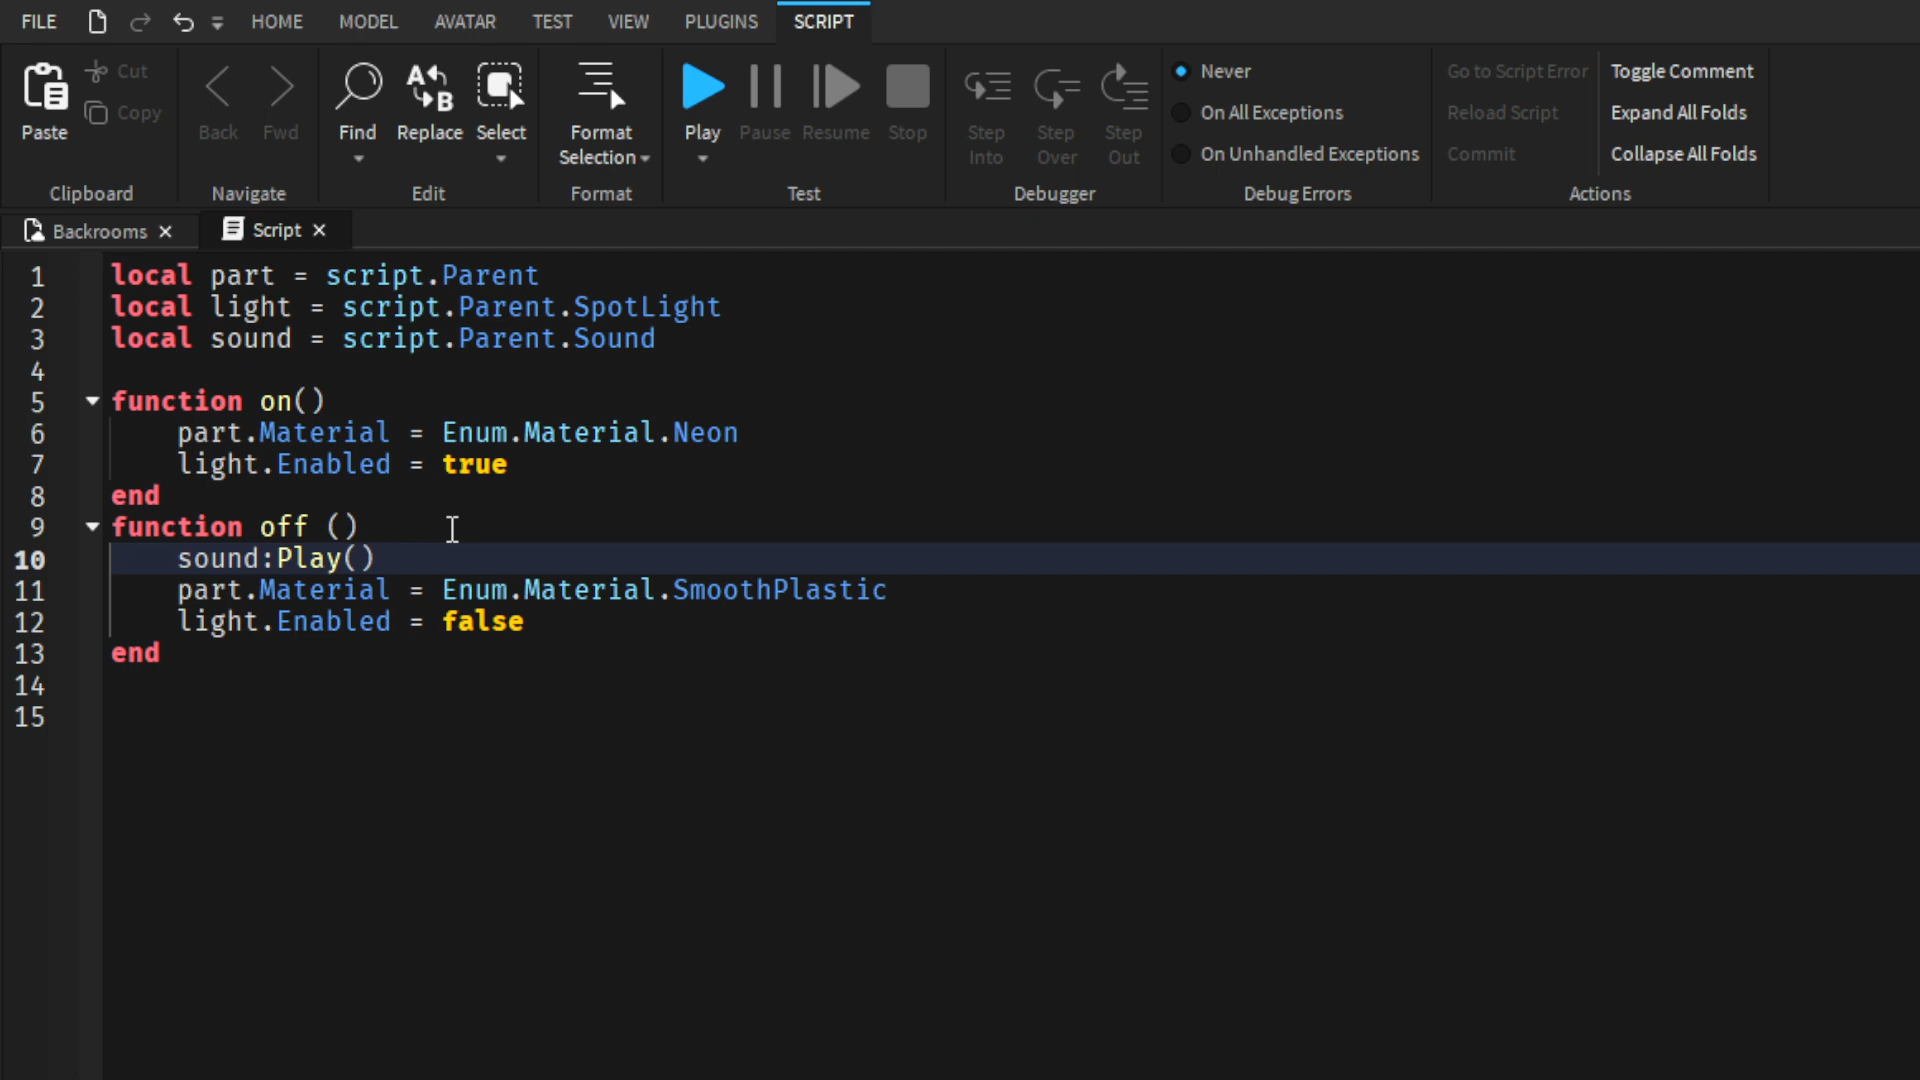 FILE HOME MODEL AVATAR TEST VIEW PLUGINS SCRIPT
Paste
Cut
Copy
Clipboard
Back Fwd
Navigate
Find Replace Select
Edit
Format
Selection
Format
Play Pause Resume Stop
Test
Step Into
Step Over
Step Out
Debugger
Never
On All Exceptions
On Unhandled Exceptions
Debug Errors
Go to Script Error
Reload Script
Commit
Toggle Comment
Expand All Folds
Collapse All Folds
Actions
Backrooms Script
1 local part = script.Parent
2 local light = script.Parent.SpotLight
3 local sound = script.Parent.Sound
4
5 function on()
6 part.Material = Enum.Material.Neon
7 light.Enabled = true
8 end
9 function off ()
10 sound:Play()
11 part.Material = Enum.Material.SmoothPlastic
12 light.Enabled = false
13 end
14
15